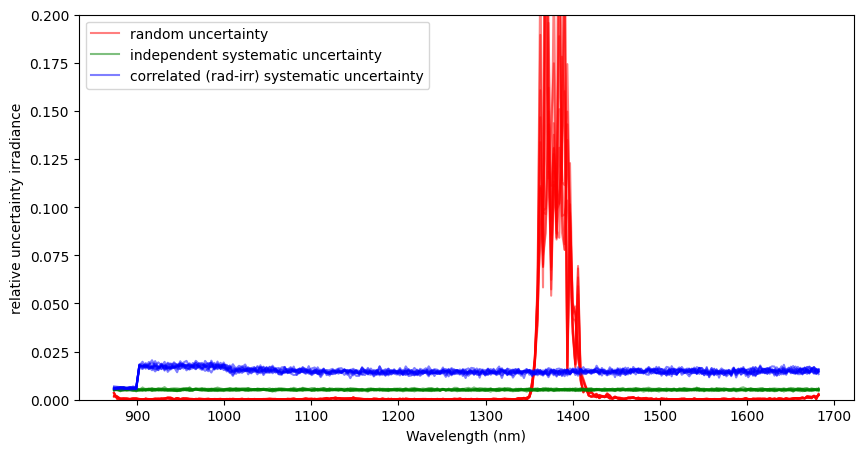 random uncertainty
independent systematic uncertainty
correlated (rad-irr) systematic uncertainty
0.200
0.175
0.150
0.125
0.100
0.075
0.050
0.025
0.000
relative uncertainty irradiance
900 1000 1100 1200 1300 1400 1500 1600 1700
Wavelength (nm)